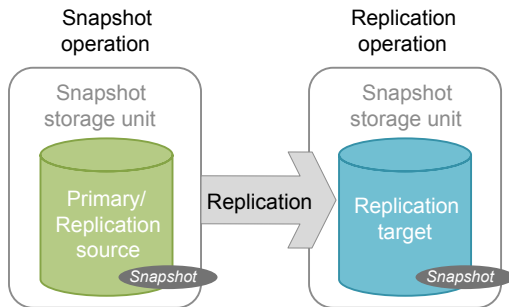 Snapshot
operation
Snapshot
storage unit
Primary/
Replication
source
Snapshot
Replication
Replication
operation
Snapshot
storage unit
Replication
target
Snapshot